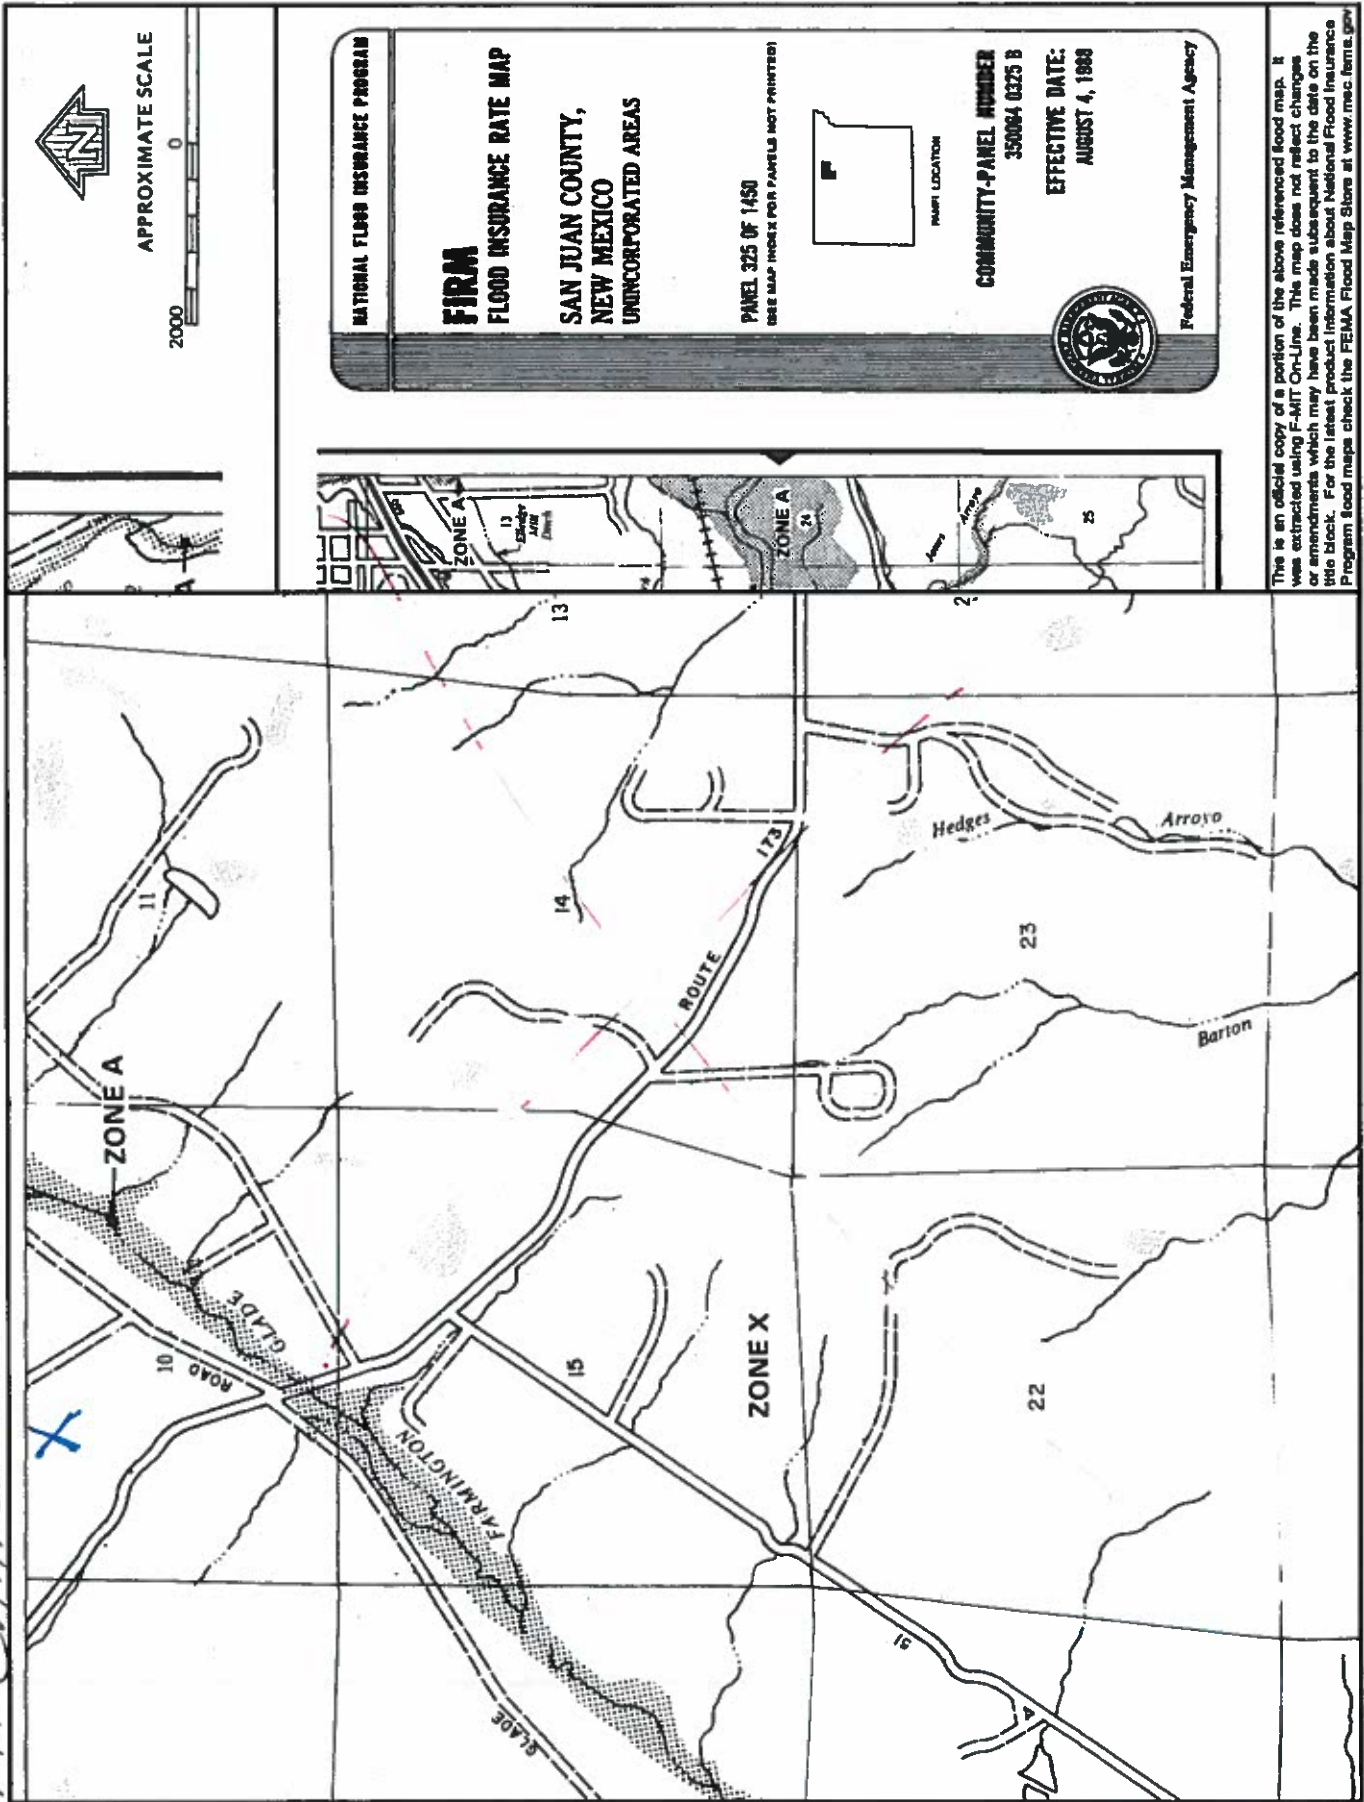 APPROXIMATE SCALE
2000 0
NATIONAL FLOOD INSURANCE PROGRAM
FIRM
FLOOD INSURANCE RATE MAP
SAN JUAN COUNTY,
NEW MEXICO
UNINCORPORATED AREAS
PANEL 325 OF 1450
(SEE MAP INDEX FOR PANELS NOT PRINTED)
PANEL LOCATION
COMMUNITY-PANEL NUMBER
350064 0325 B
EFFECTIVE DATE:
AUGUST 4, 1988
Federal Emergency Management Agency
This is an official copy of a portion of the above referenced flood map. It
was extracted using F-MIT On-Line. This map does not reflect changes
or amendments which may have been made subsequent to the date on the
title block. For the latest product information about National Flood Insurance
Program flood maps check the FEMA Flood Map Store at www.msc.fema.gov
ZONE A
13
Eledge
Mill
Ditch
ZONE A
24
James Arroyo
25
ZONE A
11
10
ROAD
GLADE
13
14
173
ROUTE
FARMINGTON
15
ZONE X
Hedges Arroyo
23
Barton
22
51
GLADE
X